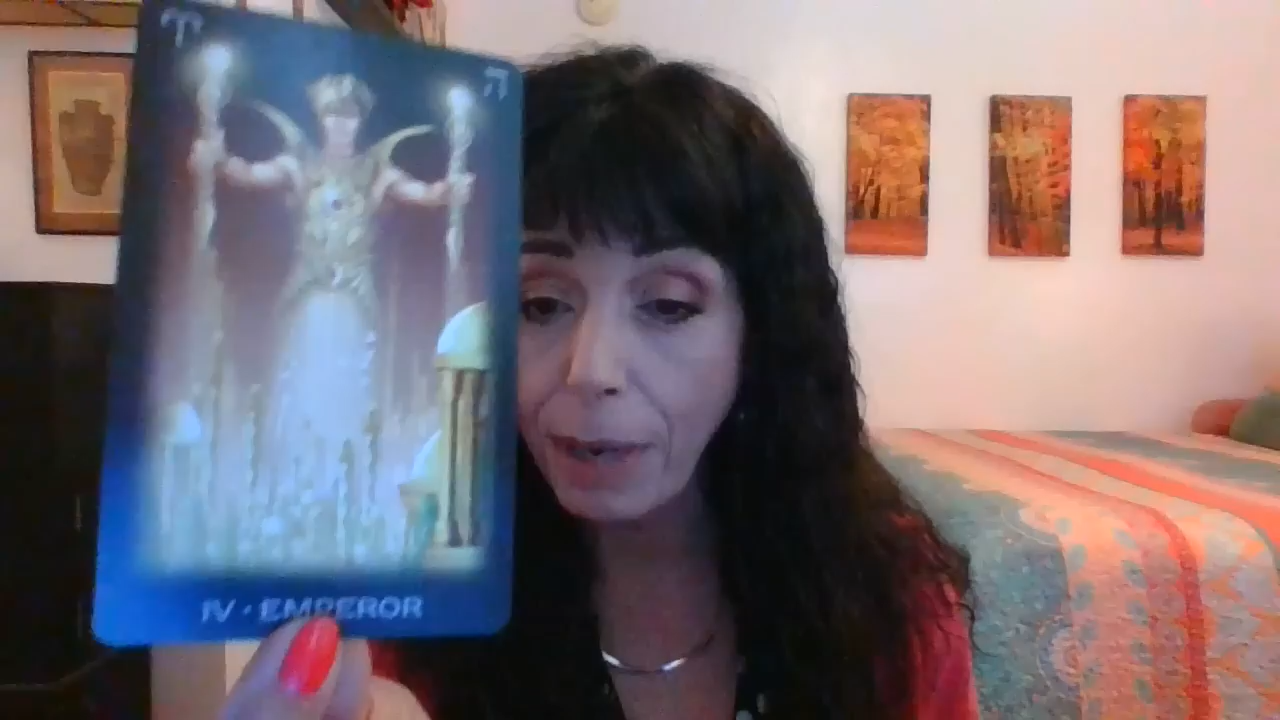 ה
IV · EMPEROR